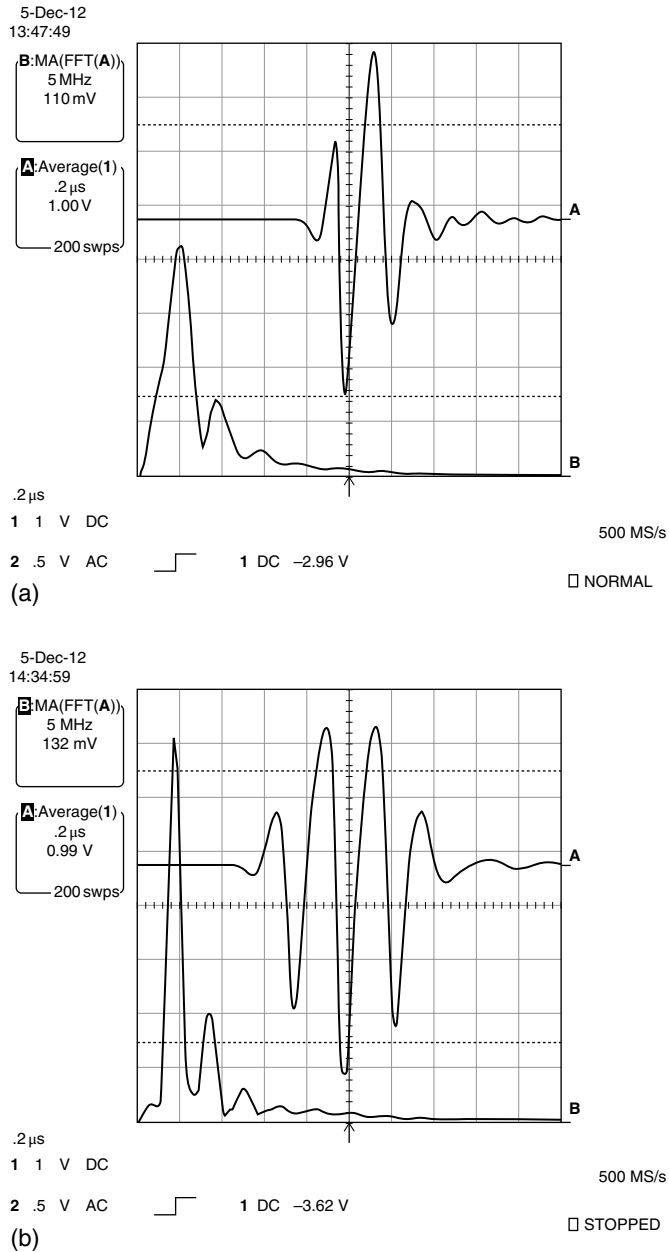 5-Dec-12
13:47:49
B:MA(FFT(A))
5 MHz
110 mV
A:Average(1)
.2 μs
1.00 V
200 swps
A
B
.2 μs
1 1 V DC
500 MS/s
2 .5 V AC 1 DC –2.96 V
NORMAL
(a)
5-Dec-12
14:34:59
B:MA(FFT(A))
5 MHz
132 mV
A:Average(1)
.2 μs
0.99 V
200 swps
A
B
.2 μs
1 1 V DC
500 MS/s
2 .5 V AC 1 DC –3.62 V
STOPPED
(b)